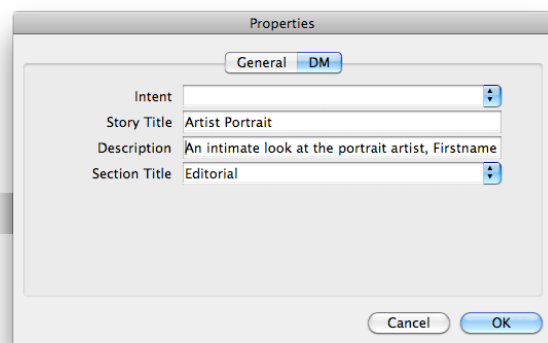 Properties
General DM
Intent
Story Title Artist Portrait
Description An intimate look at the portrait artist, Firstname
Section Title Editorial
Cancel OK